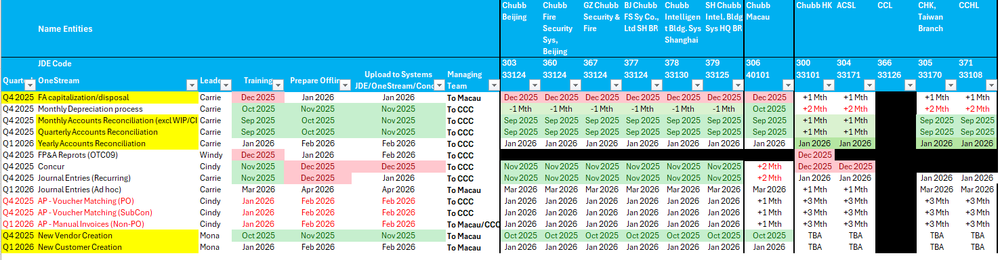 Name Entities Chubb Beijing Chubb Fire Security Sys, Beijing GZ Chubb Security & Fire BJ Chubb FS Sy Co., Ltd SH BR Chubb Intelligen t Bldg. Sys Shanghai SH Chubb Intel. Bldg Sys HQ BR Chubb Macau Chubb HK ACSL CCL CHK, Taiwan Branch CCHL
JDE Code 303 360 367 377 378 379 306 300 304 366 305 371
Quart OneStream Leade Training Prepare Offlin Upload to Systems JDE/OneStream/Conc Managing Team 33124 33124 33124 33124 33130 33125 40101 33101 33171 33126 33170 33108
Q4 2025 FA capitalization/disposal Carrie Dec 2025 Jan 2026 Jan 2026 To Macau Dec 2025 Dec 2025 Dec 2025 Dec 2025 Dec 2025 Dec 2025 Dec 2025 +1 Mth +1 Mth +1 Mth +1 Mth
Q4 2025 Monthly Depreciation process Carrie Oct 2025 Nov 2025 Nov 2025 To CCC -1 Mth -1 Mth -1 Mth -1 Mth -1 Mth -1 Mth Oct 2025 +2 Mth +2 Mth +2 Mth +2 Mth
Q4 2025 Monthly Accounts Reconciliation (excl WIP/CI Carrie Sep 2025 Oct 2025 Nov 2025 To CCC Sep 2025 Sep 2025 Sep 2025 Sep 2025 Sep 2025 Sep 2025 Sep 2025 +1 Mth +1 Mth Sep 2025 Sep 2025
Q4 2025 Quarterly Accounts Reconciliation Carrie Sep 2025 Oct 2025 Nov 2025 To CCC Sep 2025 Sep 2025 Sep 2025 Sep 2025 Sep 2025 Sep 2025 Sep 2025 +1 Mth +1 Mth Sep 2025 Sep 2025
Q1 2026 Yearly Accounts Reconciliation Carrie Jan 2026 Feb 2026 Feb 2026 To CCC Jan 2026 Jan 2026 Jan 2026 Jan 2026 Jan 2026 Jan 2026 Jan 2026 Jan 2026 Jan 2026 Jan 2026 Jan 2026
Q4 2025 FP&A Reprots (OTC09) Windy Dec 2025 Jan 2026 Feb 2026 To CCC Dec 2025
Q4 2025 Concur Cindy Nov 2025 Dec 2025 Dec 2025 To CCC Nov 2025 Nov 2025 Nov 2025 Nov 2025 Nov 2025 Nov 2025 +2 Mth Dec 2025 Dec 2025
Q4 2025 Journal Entries (Recurring) Carrie Nov 2025 Dec 2025 Jan 2026 To CCC Nov 2025 Nov 2025 Nov 2025 Nov 2025 Nov 2025 Nov 2025 +2 Mth Jan 2026 Jan 2026 Jan 2026 Jan 2026
Q1 2026 Journal Entries (Ad hoc) Carrie Mar 2026 Apr 2026 Apr 2026 To Macau Mar 2026 Mar 2026 Mar 2026 Mar 2026 Mar 2026 Mar 2026 Mar 2026 +1 Mth +1 Mth Mar 2026 Mar 2026
Q4 2025 AP - Voucher Matching (PO) Cindy Jan 2026 Feb 2026 Feb 2026 To CCC Jan 2026 Jan 2026 Jan 2026 Jan 2026 Jan 2026 Jan 2026 +1 Mth +3 Mth +3 Mth +3 Mth +3 Mth
Q4 2025 AP - Voucher Matching (SubCon) Cindy Jan 2026 Feb 2026 Feb 2026 To CCC Jan 2026 Jan 2026 Jan 2026 Jan 2026 Jan 2026 Jan 2026 +1 Mth +3 Mth +3 Mth +3 Mth +3 Mth
Q1 2026 AP - Manual Invoices (Non-PO) Cindy Jan 2026 Feb 2026 Feb 2026 To Macau/CCC Jan 2026 Jan 2026 Jan 2026 Jan 2026 Jan 2026 Jan 2026 +1 Mth +3 Mth +3 Mth +3 Mth +3 Mth
Q4 2025 New Vendor Creation Mona Oct 2025 Nov 2025 Nov 2025 To Macau Oct 2025 Oct 2025 Oct 2025 Oct 2025 Oct 2025 Oct 2025 Oct 2025 TBA TBA TBA TBA
Q1 2026 New Customer Creation Mona Jan 2026 Feb 2026 Feb 2026 To Macau Jan 2026 Jan 2026 Jan 2026 Jan 2026 Jan 2026 Jan 2026 Jan 2026 TBA TBA TBA TBA